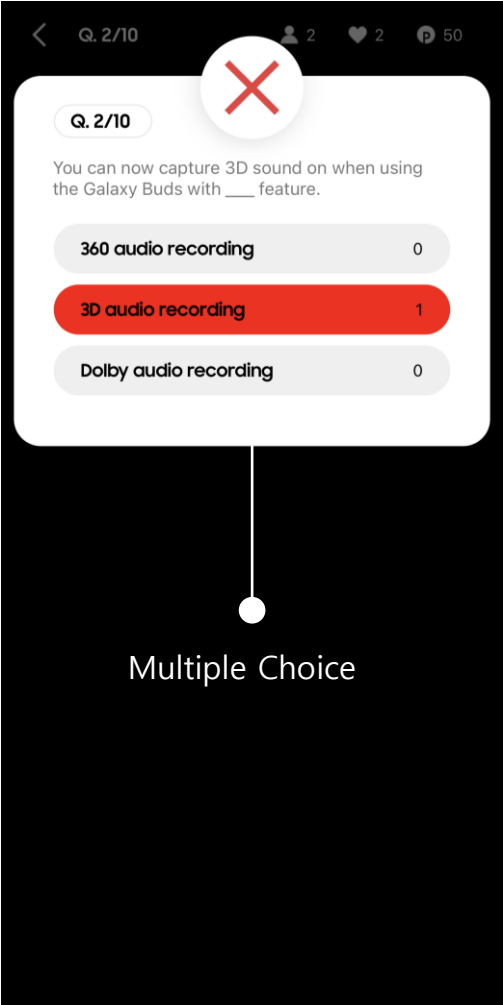 Q. 2/10 2 2 50
Q. 2/10
You can now capture 3D sound on when using
the Galaxy Buds with ___ feature.
360 audio recording 0
3D audio recording 1
Dolby audio recording 0
Multiple Choice